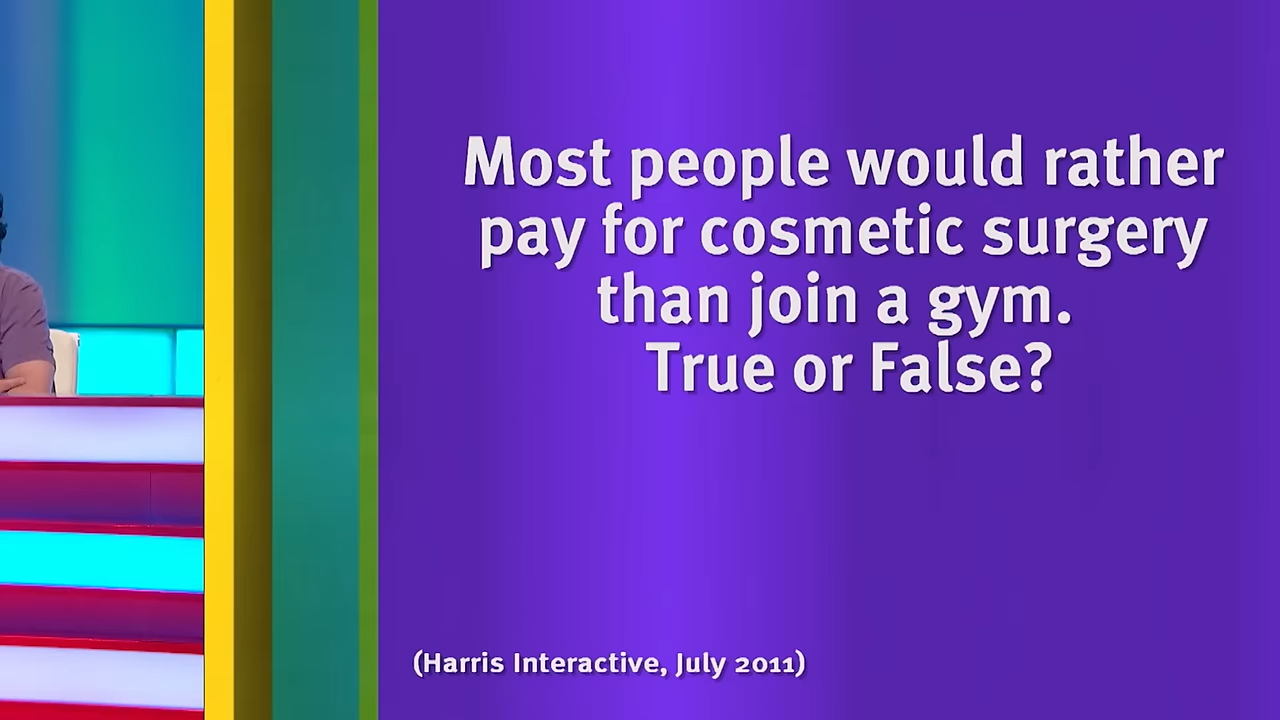 Most people would rather
pay for cosmetic surgery
than join a gym.
True or False?
(Harris Interactive, July 2011)